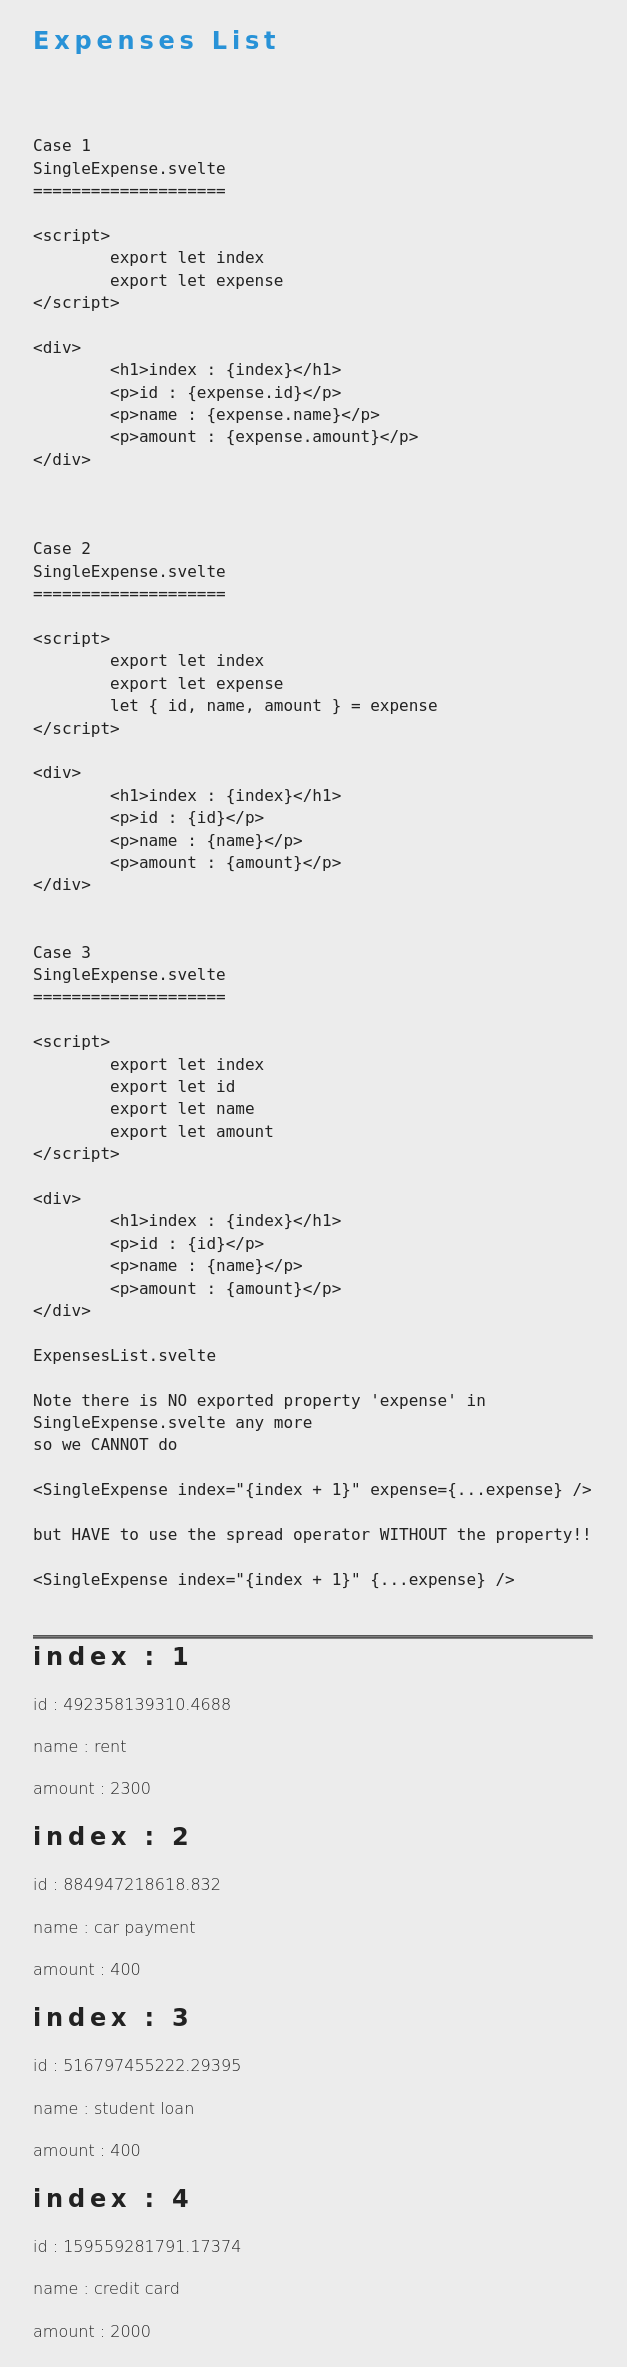 Expenses List
Case 1
SingleExpense.svelte
====================
<script>
        export let index
        export let expense
</script>
<div>
        <h1>index : {index}</h1>
        <p>id : {expense.id}</p>
        <p>name : {expense.name}</p>
        <p>amount : {expense.amount}</p>
</div>
Case 2
SingleExpense.svelte
====================
<script>
        export let index
        export let expense
        let { id, name, amount } = expense
</script>
<div>
        <h1>index : {index}</h1>
        <p>id : {id}</p>
        <p>name : {name}</p>
        <p>amount : {amount}</p>
</div>
Case 3
SingleExpense.svelte
====================
<script>
        export let index
        export let id
        export let name
        export let amount
</script>
<div>
        <h1>index : {index}</h1>
        <p>id : {id}</p>
        <p>name : {name}</p>
        <p>amount : {amount}</p>
</div>
ExpensesList.svelte
Note there is NO exported property 'expense' in
SingleExpense.svelte any more
so we CANNOT do
<SingleExpense index="{index + 1}" expense={...expense} />
but HAVE to use the spread operator WITHOUT the property!!
<SingleExpense index="{index + 1}" {...expense} />
index : 1
id : 492358139310.4688
name : rent
amount : 2300
index : 2
id : 884947218618.832
name : car payment
amount : 400
index : 3
id : 516797455222.29395
name : student loan
amount : 400
index : 4
id : 159559281791.17374
name : credit card
amount : 2000